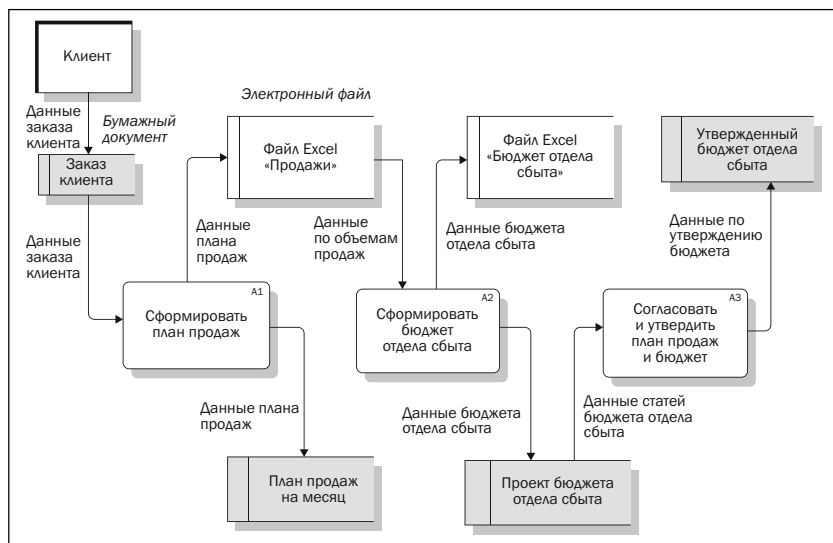 Клиент
Данные
заказа
клиента
Бумажный
документ
Заказ
клиента
Электронный файл
Файл Excel
«Продажи»
Файл Excel
«Бюджет отдела
сбыта»
Утвержденный
бюджет отдела
сбыта
Данные
заказа
клиента
Данные
плана
продаж
Данные
по объемам
продаж
Данные бюджета
отдела сбыта
Данные по
утверждению
бюджета
A1
Сформировать
план продаж
A2
Сформировать
бюджет
отдела сбыта
A3
Согласовать
и утвердить
план продаж
и бюджет
Данные плана
продаж
Данные бюджета
отдела сбыта
Данные статей
бюджета отдела
сбыта
План продаж
на месяц
Проект бюджета
отдела сбыта